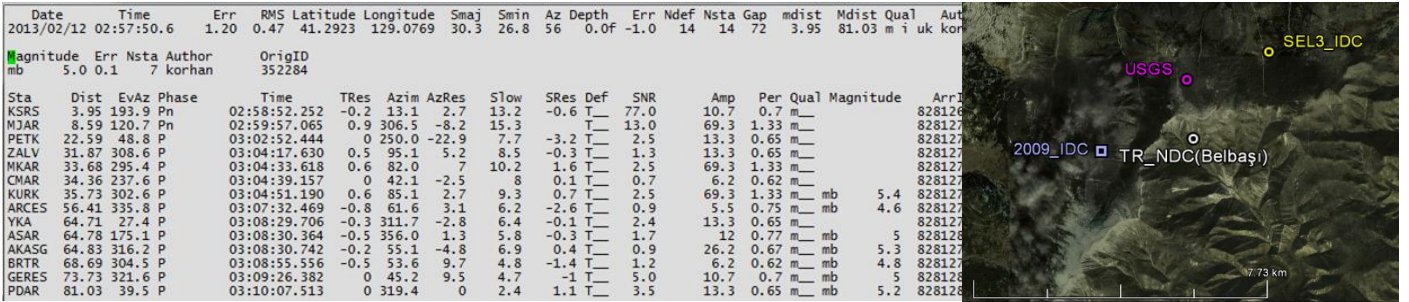 Date Time Err RMS Latitude Longitude Smaj Smin Az Depth Err Ndef Nsta Gap mdist Mdist Qual Aut
2013/02/12 02:57:50.6 1.20 0.47 41.2923 129.0769 30.3 26.8 56 0.0f -1.0 14 14 72 3.95 81.03 m i uk kor
Magnitude Err Nsta Author OrigID
mb 5.0 0.1 7 korhan 352284
Sta Dist EvAz Phase Time TRes Azim AzRes Slow SRes Def SNR Amp Per Qual Magnitude ArrI
KSRS 3.95 193.9 Pn 02:58:52.252 -0.2 13.1 2.7 13.2 -0.6 T__ 77.0 10.7 0.7 m__ 828126
MJAR 8.59 120.7 Pn 02:59:57.065 0.9 306.5 -8.2 15.3 T__ 13.0 69.3 1.33 m__ 828127
PETK 22.59 48.8 P 03:02:52.444 0 250.0 -22.9 7.7 -3.2 T__ 2.5 13.3 0.65 m__ 828127
ZALV 31.87 308.6 P 03:04:17.630 0.5 95.1 5.2 8.5 -0.3 T__ 1.3 13.3 0.65 m__ 828127
MKAR 33.68 295.4 P 03:04:33.618 0.6 82.0 7 10.2 1.6 T__ 2.5 69.3 1.33 m__ 828127
CMAR 34.36 237.6 P 03:04:39.157 0 42.1 -2.5 8 0.1 T__ 0.7 6.2 0.62 m__ 828127
KURK 35.73 302.6 P 03:04:51.190 0.6 85.1 2.7 9.3 0.7 T__ 2.5 69.3 1.33 m__ mb 5.4 828127
ARCES 56.41 335.8 P 03:07:32.469 -0.8 61.6 3.1 6.2 -2.6 T__ 0.9 5.5 0.75 m__ mb 4.6 828127
YKA 64.71 27.4 P 03:08:29.706 -0.3 311.7 -2.8 6.4 -0.1 T__ 2.4 13.3 0.65 m__ 828127
ASAR 64.78 175.1 P 03:08:30.364 -0.5 356.0 1.3 5.8 -0.3 T__ 1.7 12 0.77 m__ mb 5 828128
AKASG 64.83 316.2 P 03:08:30.742 -0.2 55.1 -4.8 6.9 0.4 T__ 0.9 26.2 0.67 m__ mb 5.3 828127
BRTR 68.69 304.5 P 03:08:55.556 -0.5 53.6 -9.7 4.8 -1.4 T__ 1.2 6.2 0.62 m__ mb 4.8 828127
GERES 73.73 321.6 P 03:09:26.382 0 45.2 9.5 4.7 -1 T__ 5.0 10.7 0.7 m__ mb 5 828127
PDAR 81.03 39.5 P 03:10:07.513 0 319.4 0 2.4 1.1 T__ 3.5 13.3 0.65 m__ mb 5.2 828128
SEL3_IDC
USGS
2009_IDC
TR_NDC(Belbaşı)
7.73 km